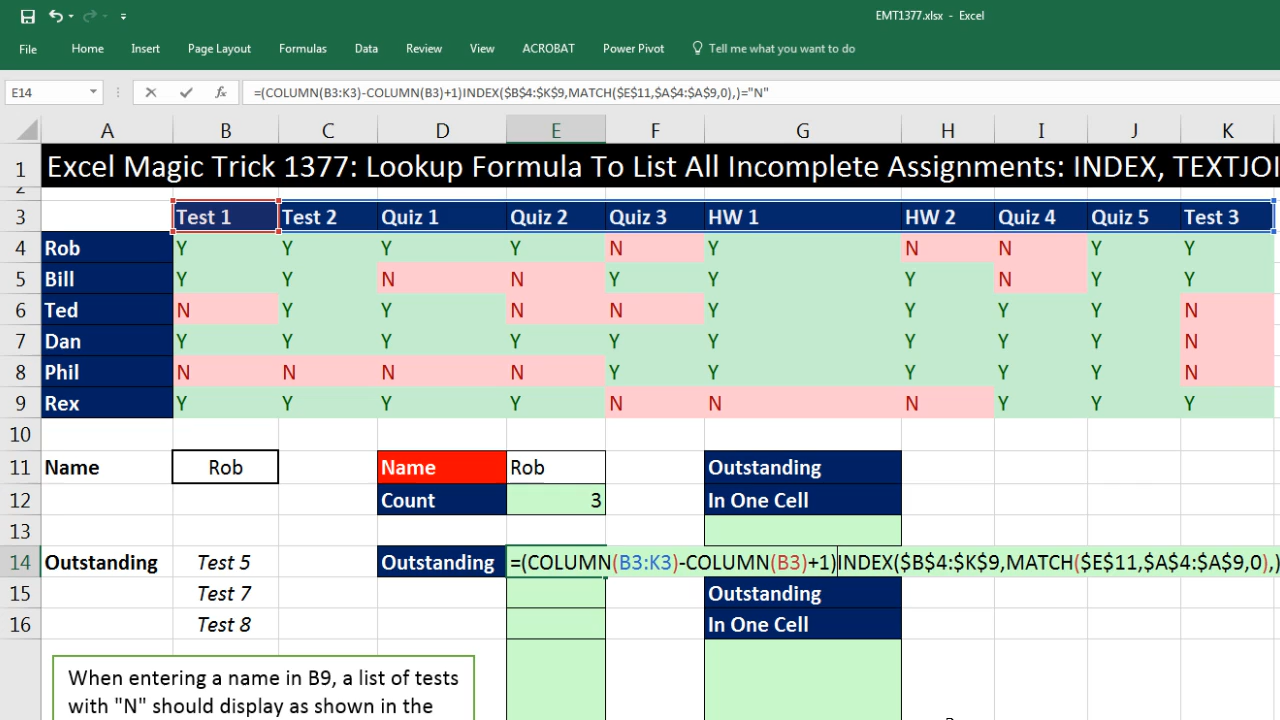 EMT1377.xlsx - Excel
File Home Insert Page Layout Formulas Data Review View ACROBAT Power Pivot Tell me what you want to do
E14 fx =(COLUMN(B3:K3)-COLUMN(B3)+1)INDEX($B$4:$K$9,MATCH($E$11,$A$4:$A$9,0),)="N"
A B C D E F G H I J K
1 Excel Magic Trick 1377: Lookup Formula To List All Incomplete Assignments: INDEX, TEXTJOI
2
3 Test 1 Test 2 Quiz 1 Quiz 2 Quiz 3 HW 1 HW 2 Quiz 4 Quiz 5 Test 3
4 Rob Y Y Y Y N Y N N Y Y
5 Bill Y Y N N Y Y Y N Y Y
6 Ted N Y Y N N Y Y Y Y N
7 Dan Y Y Y Y Y Y Y Y Y N
8 Phil N N N N Y Y Y Y Y N
9 Rex Y Y Y Y N N N Y Y Y
10
11 Name Rob Name Rob Outstanding
12 Count 3 In One Cell
13
14 Outstanding Test 5 Outstanding =(COLUMN(B3:K3)-COLUMN(B3)+1)INDEX($B$4:$K$9,MATCH($E$11,$A$4:$A$9,0),)
15 Test 7 Outstanding
16 Test 8 In One Cell
When entering a name in B9, a list of tests
with "N" should display as shown in the